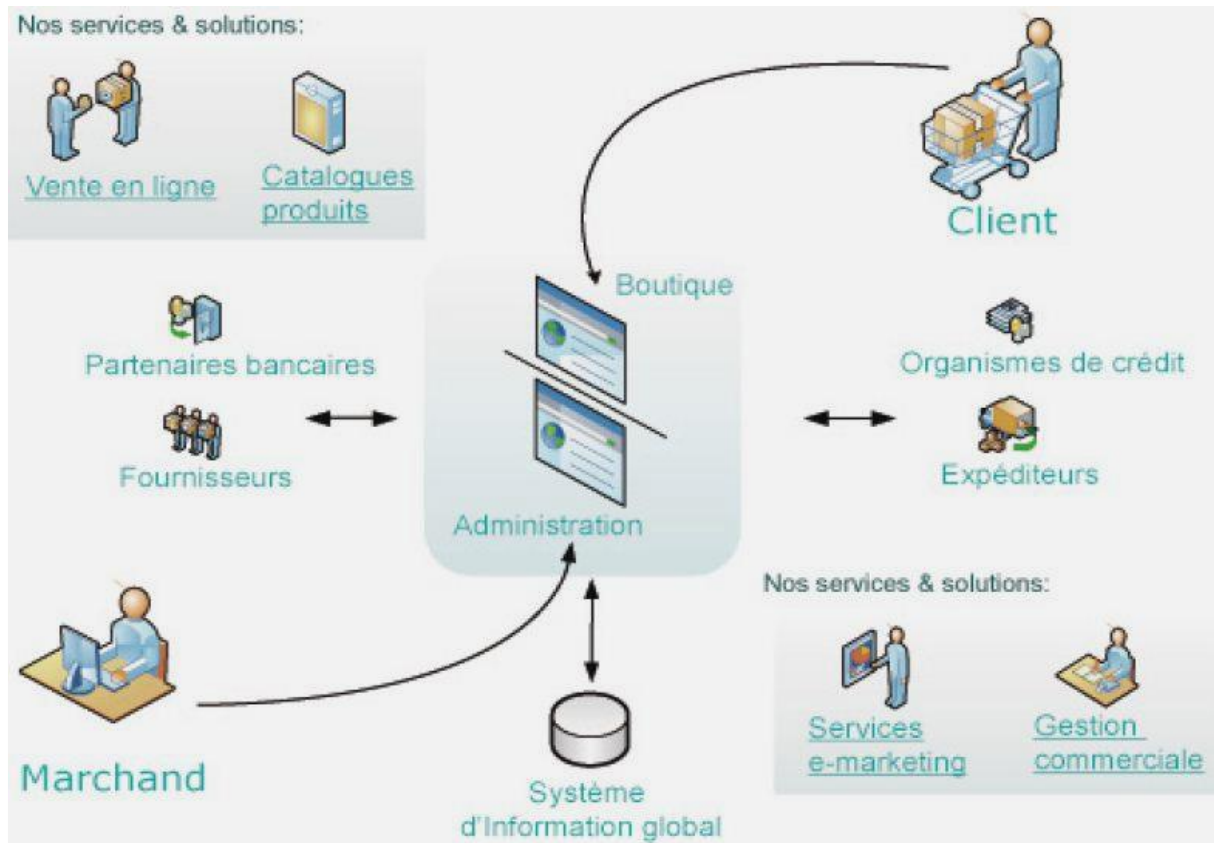 Nos services & solutions:
Vente en ligne
Catalogues
produits
Client
Boutique
Partenaires bancaires
Organismes de crédit
Fournisseurs
Expéditeurs
Administration
Nos services & solutions:
Marchand
Services
e-marketing
Gestion
commerciale
Système
d'Information global